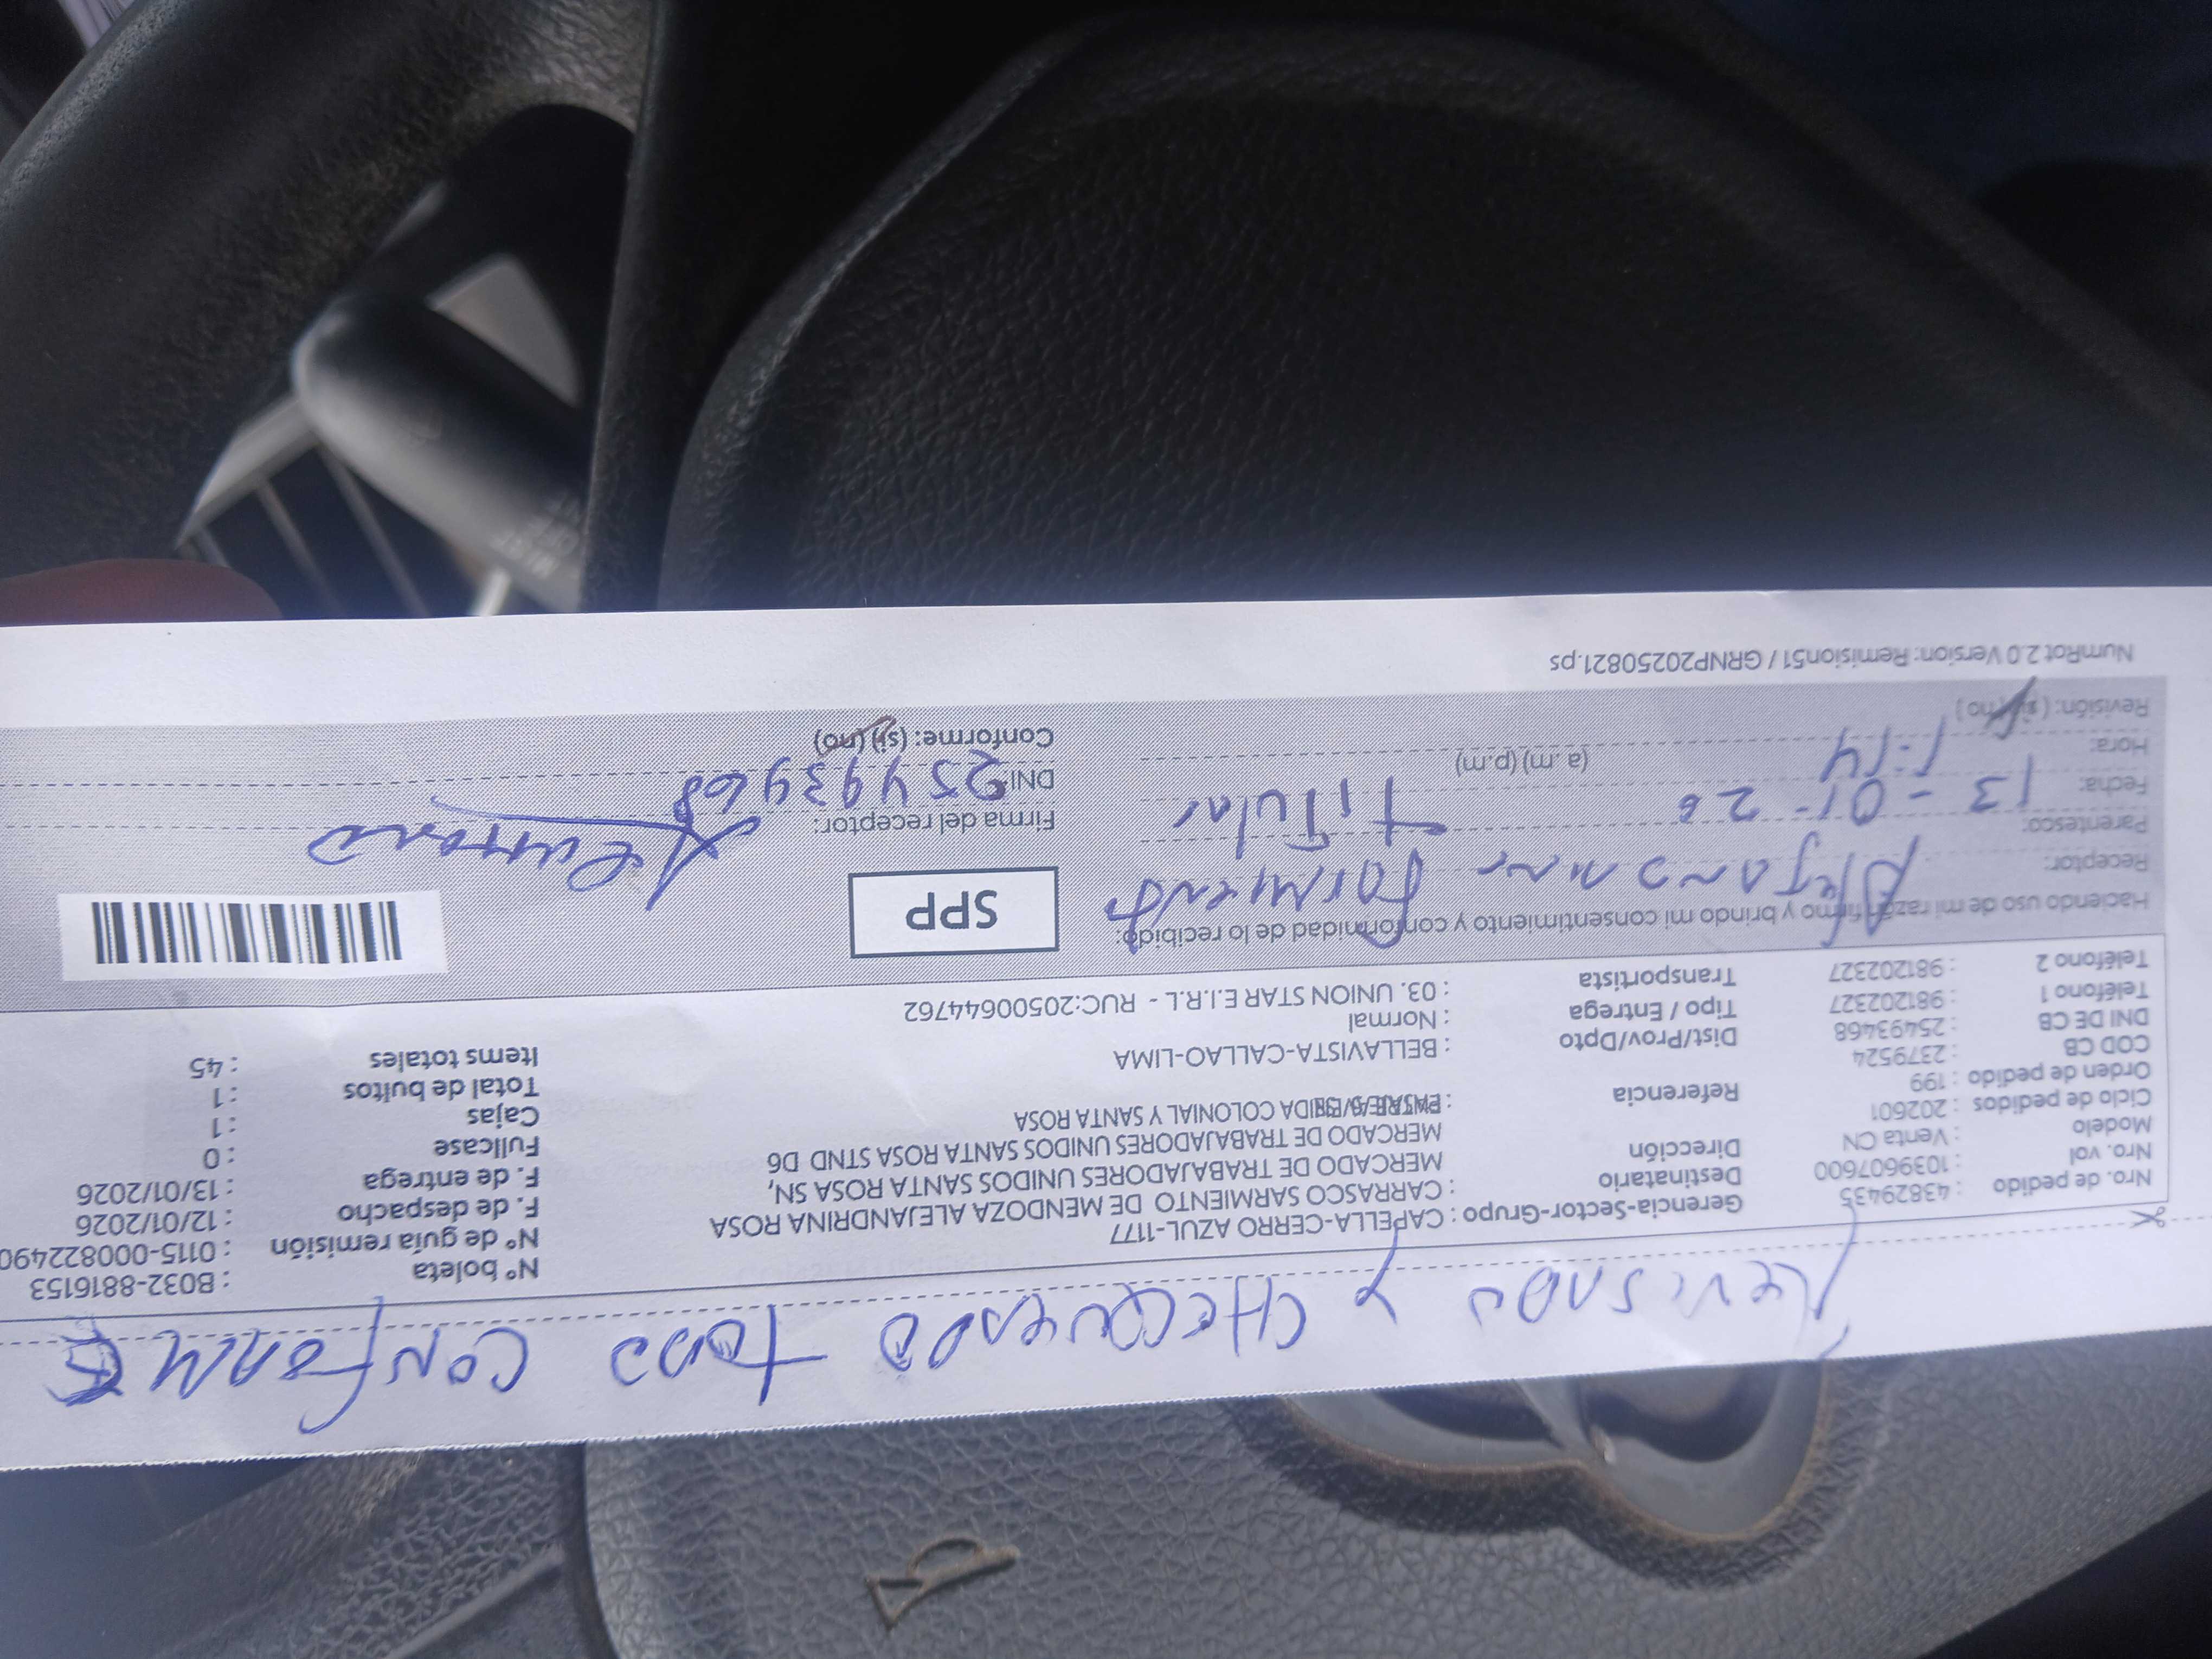 REVISADO Y CHEQUEADO TODO CONFORME
Nro. de pedido : 43829435
Nro. vol : 1039607600
Modelo : Venta CN
Ciclo de pedidos : 202601
Orden de pedido : 199
COD CB : 2379524
DNI DE CB : 25493468
Teléfono 1 : 981202327
Teléfono 2 : 981202327
Gerencia-Sector-Grupo : CAPELLA-CERRO AZUL-1177
Destinatario : CARRASCO SARMIENTO DE MENDOZA ALEJANDRINA ROSA
Dirección MERCADO DE TRABAJADORES UNIDOS SANTA ROSA SN,
MERCADO DE TRABAJADORES UNIDOS SANTA ROSA STND D6
Referencia : COLONIAL Y SANTA ROSA
Dist/Prov/Dpto : BELLAVISTA-CALLAO-LIMA
Tipo / Entrega : Normal
Transportista : 03. UNION STAR E.I.R.L - RUC:20500644762
N° boleta : B032-8816153
N° de guía remisión : 0115-000822490
F. de despacho : 12/01/2026
F. de entrega : 13/01/2026
Fullcase : 0
Cajas : 1
Total de bultos : 1
Items totales : 45
Haciendo uso de mi razón firmo y brindo mi consentimiento y conformidad de lo recibido:
Receptor: Sarmiento
Parentesco: Titular
Fecha: 13-01-26
Hora: 1:14 (a.m) (p.m)
Revisión: (si) (no)
SPP
Firma del receptor:
DNI: 25493468
Conforme: (si) (no)
NumRot 2.0 Version: Remision51 / GRNP20250821.ps